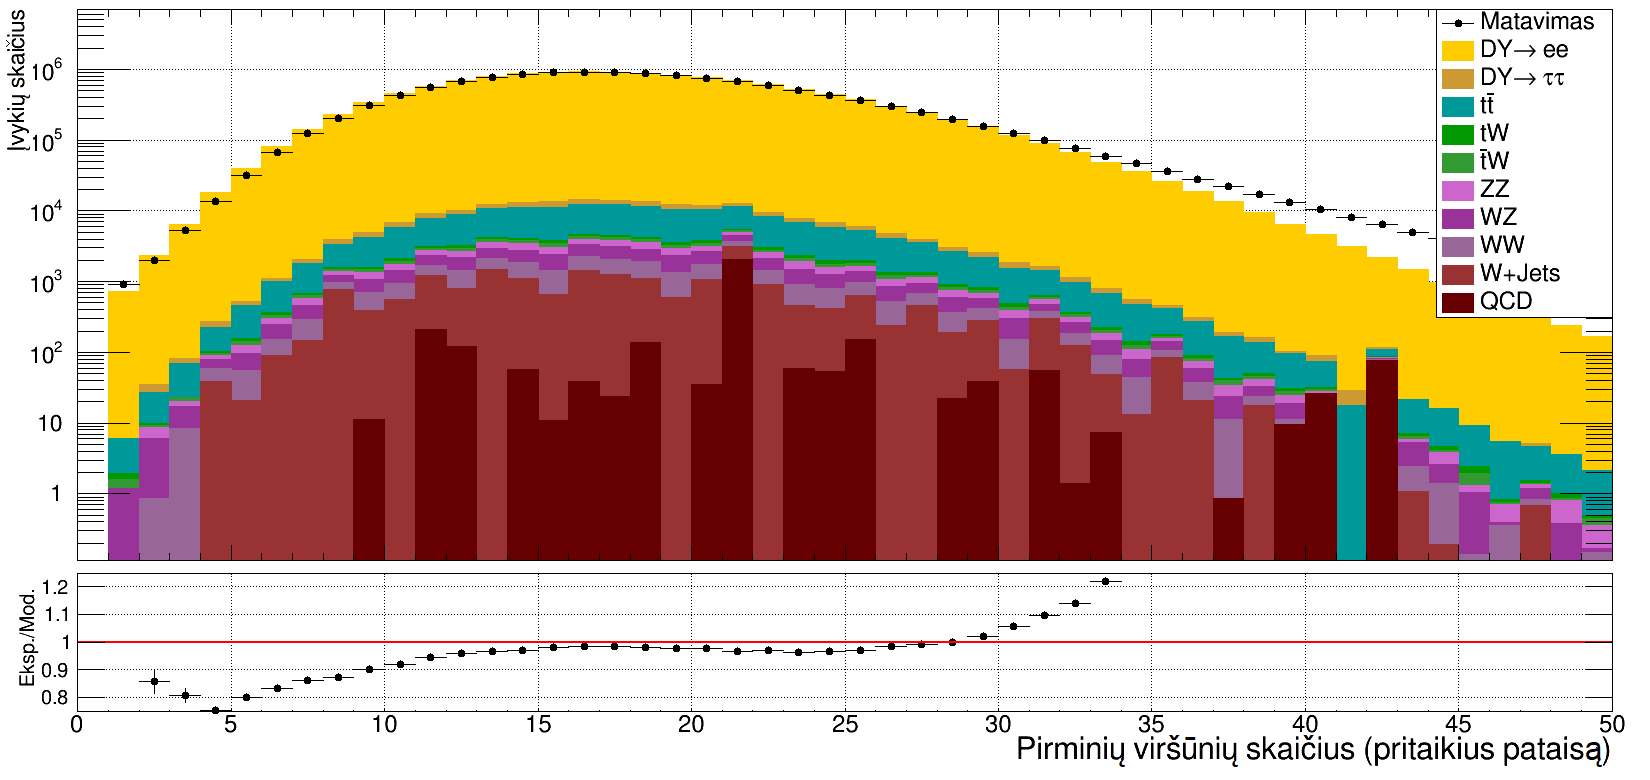 Įvykių skaičius
10⁶
10⁵
10⁴
10³
10²
10
1
Matavimas
DY→ ee
DY→ ττ
tt̄
tW
t̄W
ZZ
WZ
WW
W+Jets
QCD
Eksp./Mod.
1.2
1.1
1
0.9
0.8
0 5 10 15 20 25 30 35 40 45 50
Pirminių viršūnių skaičius (pritaikius pataisą)